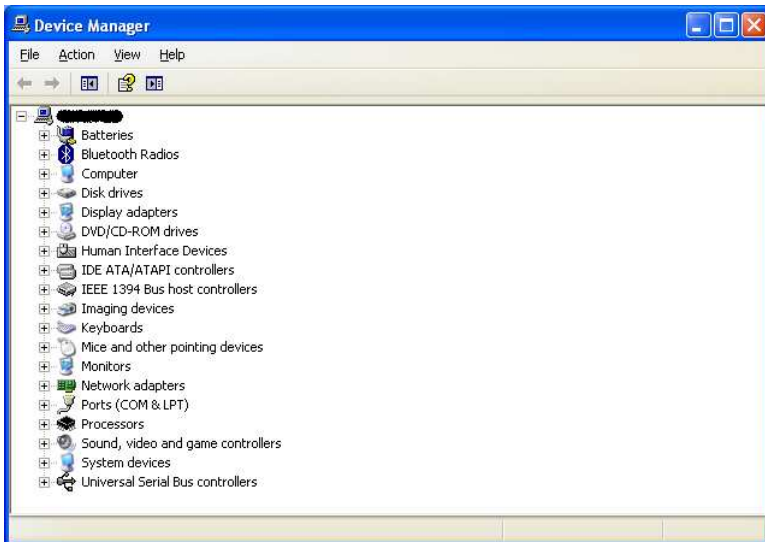 Device Manager
File Action View Help
Batteries
Bluetooth Radios
Computer
Disk drives
Display adapters
DVD/CD-ROM drives
Human Interface Devices
IDE ATA/ATAPI controllers
IEEE 1394 Bus host controllers
Imaging devices
Keyboards
Mice and other pointing devices
Monitors
Network adapters
Ports (COM & LPT)
Processors
Sound, video and game controllers
System devices
Universal Serial Bus controllers